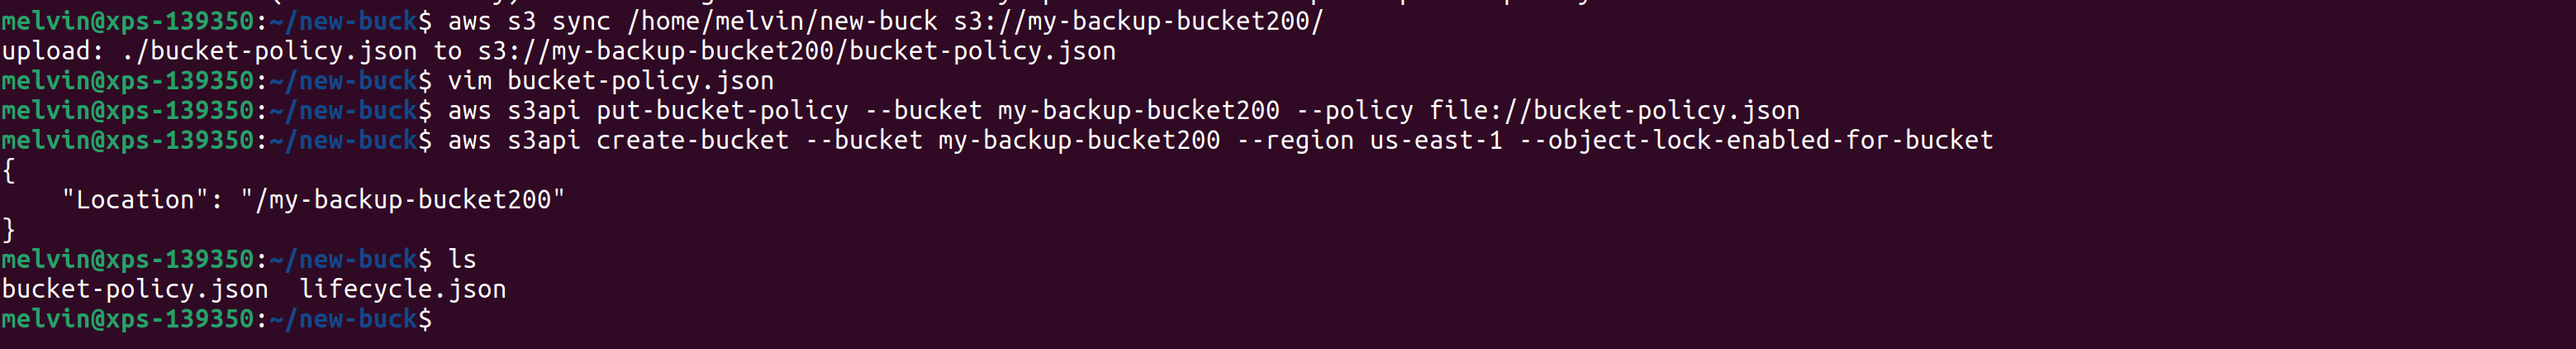 melvin@xps-139350:~/new-buck$ aws s3 sync /home/melvin/new-buck s3://my-backup-bucket200/
upload: ./bucket-policy.json to s3://my-backup-bucket200/bucket-policy.json
melvin@xps-139350:~/new-buck$ vim bucket-policy.json
melvin@xps-139350:~/new-buck$ aws s3api put-bucket-policy --bucket my-backup-bucket200 --policy file://bucket-policy.json
melvin@xps-139350:~/new-buck$ aws s3api create-bucket --bucket my-backup-bucket200 --region us-east-1 --object-lock-enabled-for-bucket
{
    "Location": "/my-backup-bucket200"
}
melvin@xps-139350:~/new-buck$ ls
bucket-policy.json  lifecycle.json
melvin@xps-139350:~/new-buck$